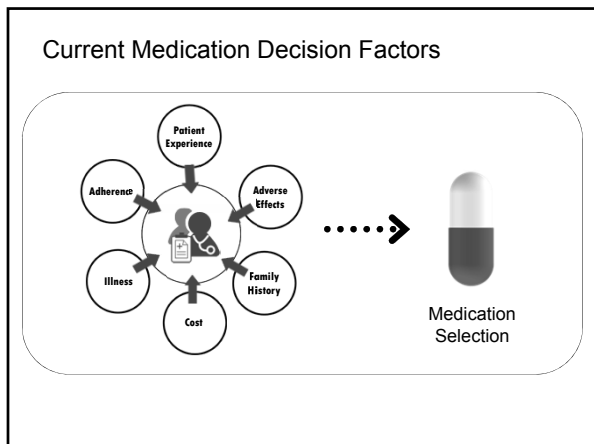 Current Medication Decision Factors
Patient
Experience
Adherence
Adverse
Effects
Illness
Family
History
Cost
Medication
Selection